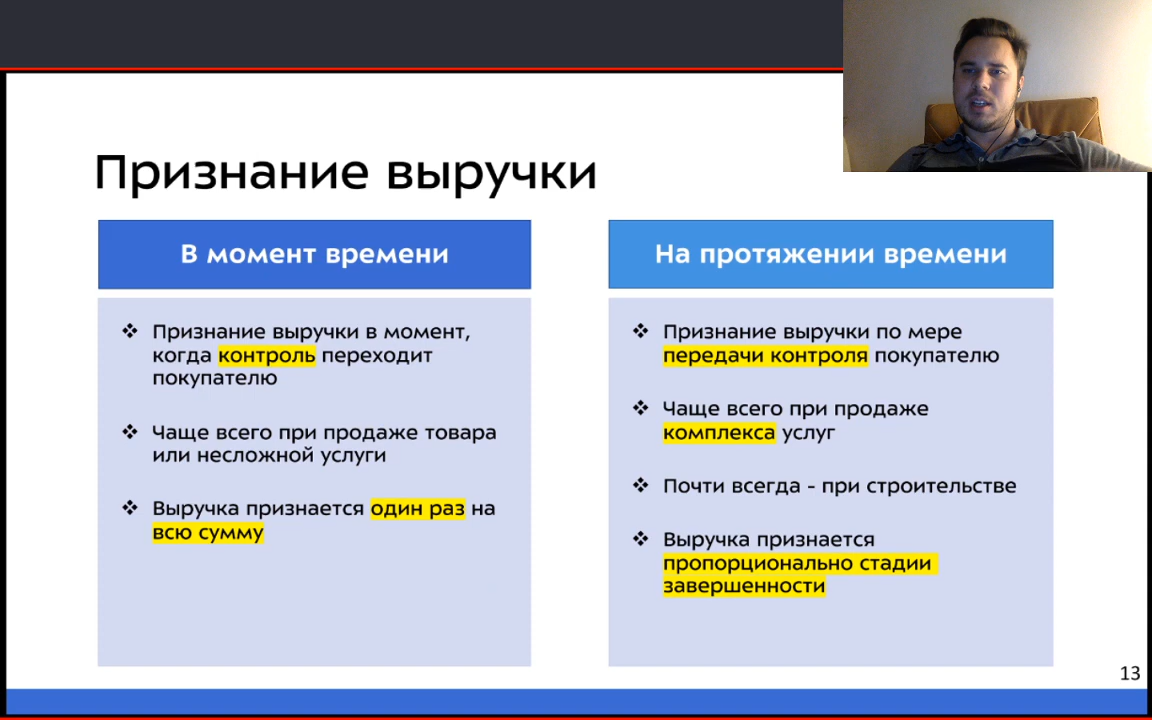 Признание выручки
В момент времени
Признание выручки в момент,
когда контроль переходит
покупателю
Чаще всего при продаже товара
или несложной услуги
Выручка признается один раз на
всю сумму
На протяжении времени
Признание выручки по мере
передачи контроля покупателю
Чаще всего при продаже
комплекса услуг
Почти всегда - при строительстве
Выручка признается
пропорционально стадии
завершенности
13